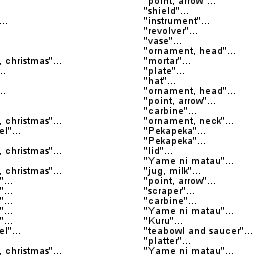 "point, arrow"...
"shield"...
... "instrument"...
"revolver"...
"vase"...
"ornament, head"...
, christmas"... "mortar"...
.. "plate"...
"hat"...
.. "ornament, head"...
"point, arrow"...
"carbine"...
, christmas"... "ornament, neck"...
el"... "Pekapeka"...
"Pekapeka"...
, christmas"... "lid"...
"Yame ni matau"...
, christmas"... "jug, milk"...
"... "point, arrow"...
"... "scraper"...
"... "carbine"...
"... "Yame ni matau"...
"... "Kuru"...
el"... "teabowl and saucer"...
"platter"...
, christmas"... "Yame ni matau"...